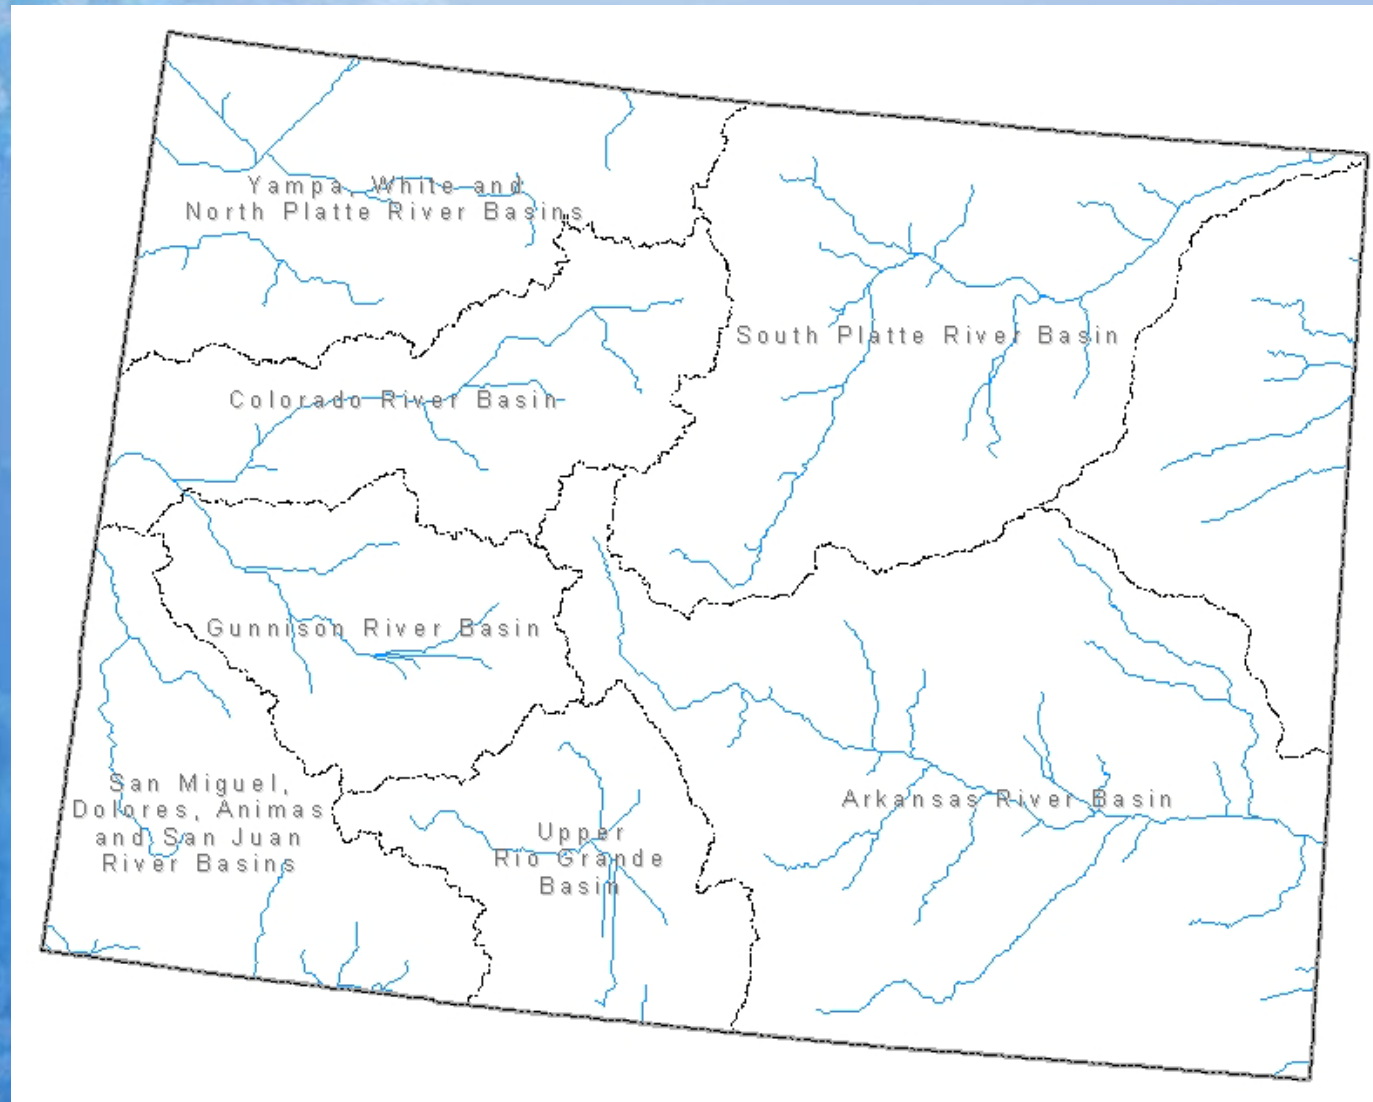 Yampa, White and
North Platte River Basins
South Platte River Basin
Colorado River Basin
Gunnison River Basin
San Miguel,
Dolores, Animas
and San Juan
River Basins
Upper
Rio Grande
Basin
Arkansas River Basin